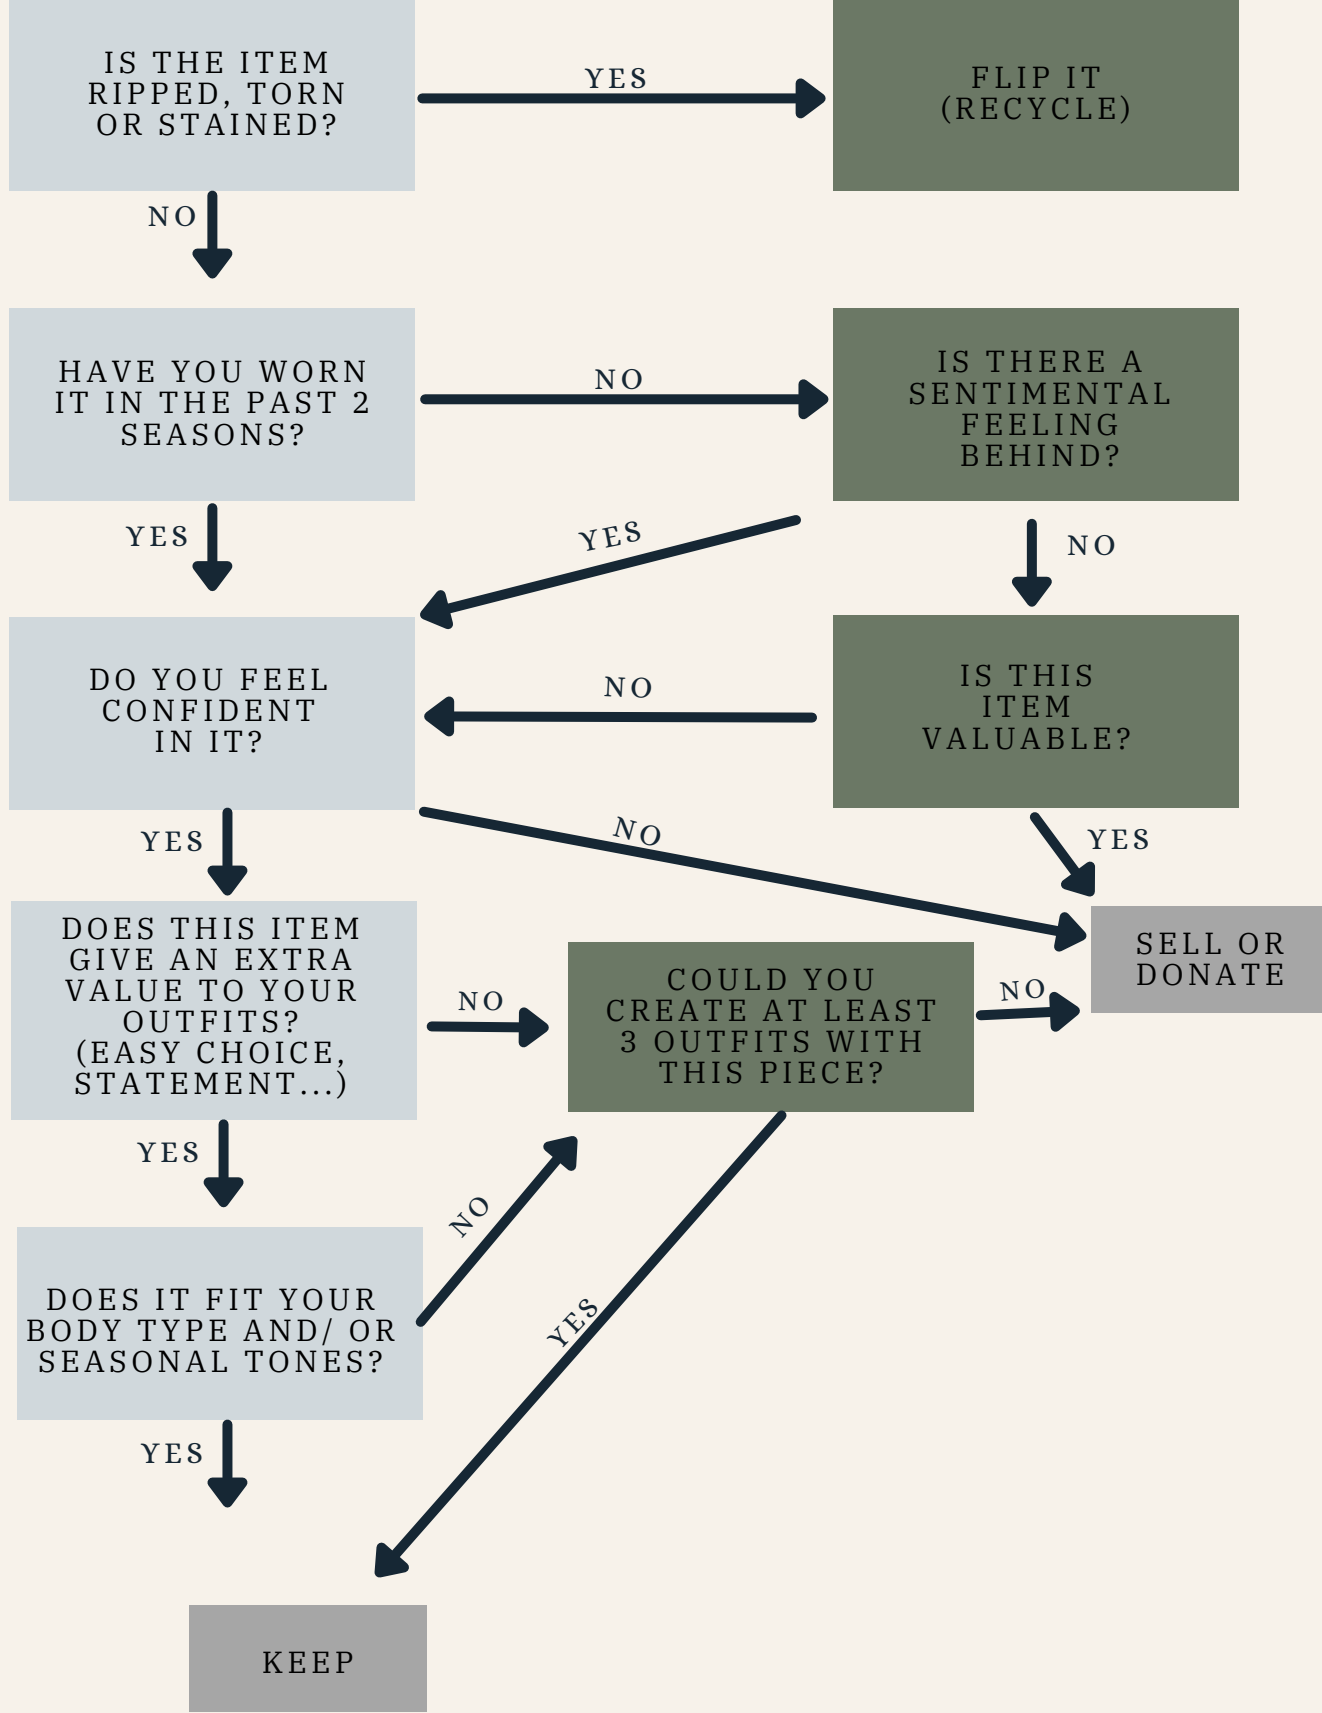 IS THE ITEM
RIPPED, TORN
OR STAINED?
YES
FLIP IT
(RECYCLE)
NO
HAVE YOU WORN
IT IN THE PAST 2
SEASONS?
NO
IS THERE A
SENTIMENTAL
FEELING
BEHIND?
YES
YES
NO
DO YOU FEEL
CONFIDENT
IN IT?
NO
IS THIS
ITEM
VALUABLE?
YES
NO
YES
SELL OR
DONATE
DOES THIS ITEM
GIVE AN EXTRA
VALUE TO YOUR
OUTFITS?
(EASY CHOICE,
STATEMENT...)
NO
COULD YOU
CREATE AT LEAST
3 OUTFITS WITH
THIS PIECE?
NO
YES
NO
DOES IT FIT YOUR
BODY TYPE AND/ OR
SEASONAL TONES?
YES
YES
KEEP